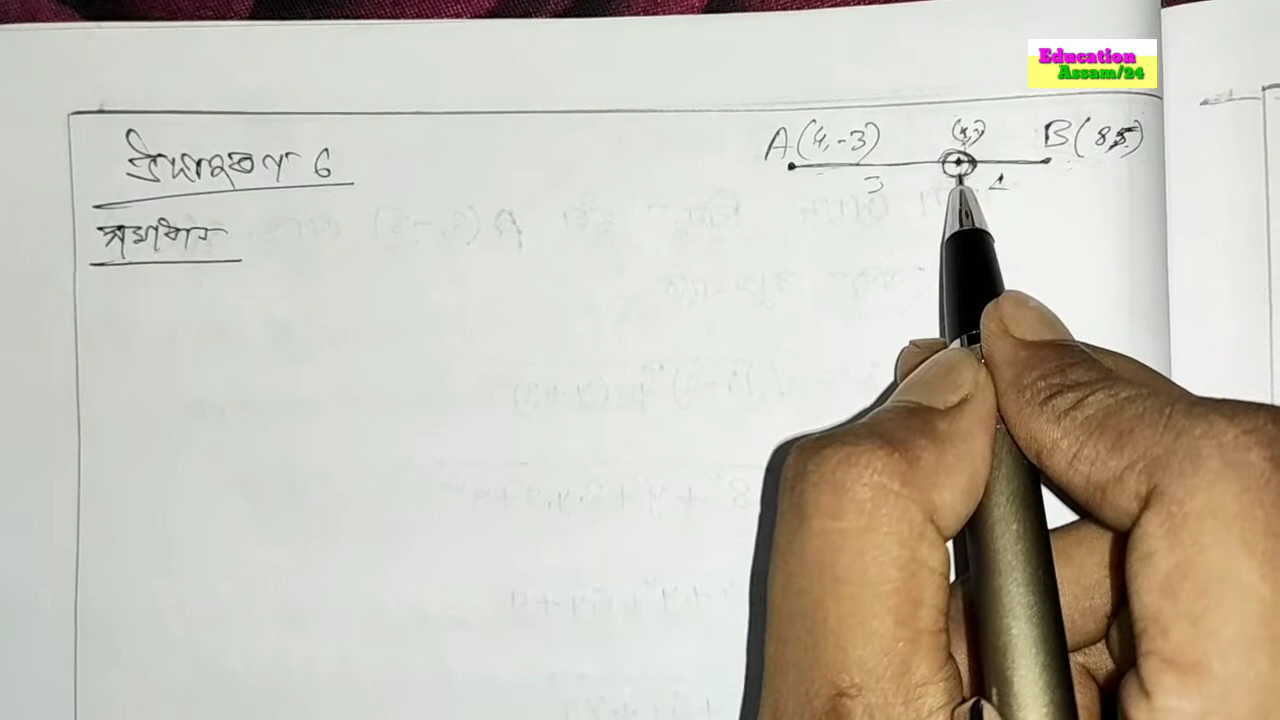 Education
Assam/24
উদাহৰণ 6
সমাধান
A(4,-3) (x,y) B(8,5)
3 1